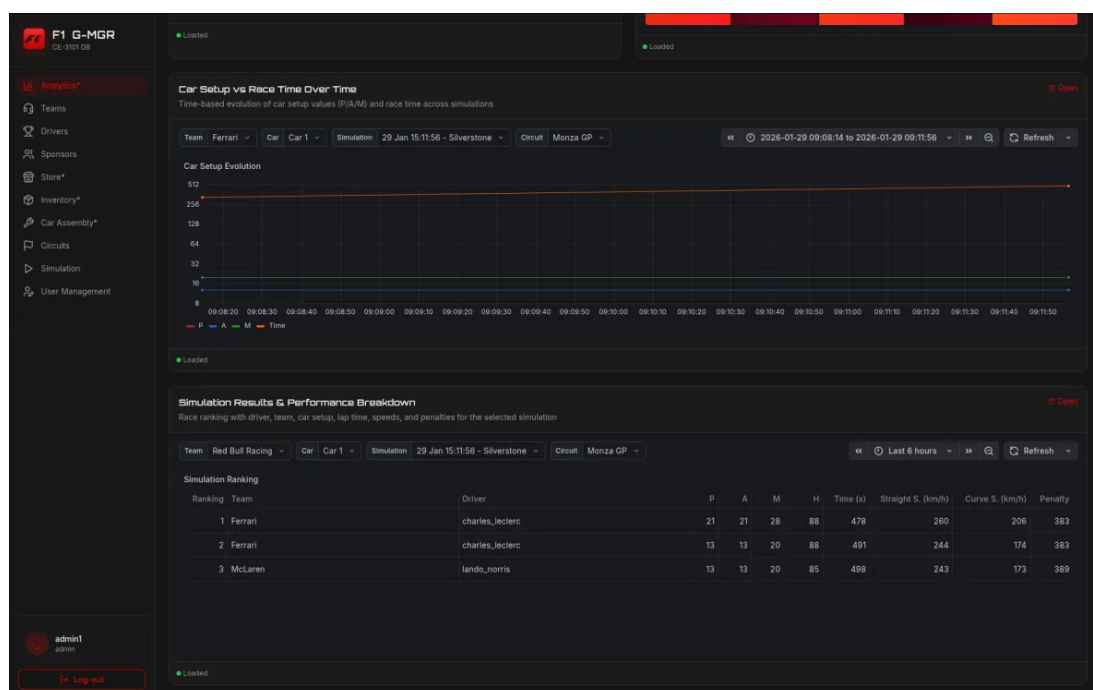 F1 G-MGR
CE-3101 DB
Analytics*
Teams
Drivers
Sponsors
Store*
Inventory*
Car Assembly*
Circuits
Simulation
User Management
admin1
admin
Log-out
Loaded
Loaded
Car Setup vs Race Time Over Time
Open
Time-based evolution of car setup values (P/A/M) and race time across simulations
Team Ferrari Car Car 1 Simulation 29 Jan 15:11:56 - Silverstone Circuit Monza GP 2026-01-29 09:08:14 to 2026-01-29 09:11:56 Refresh
Car Setup Evolution
512
256
128
64
32
16
8
09:08:20 09:08:30 09:08:40 09:08:50 09:09:00 09:09:10 09:09:20 09:09:30 09:09:40 09:09:50 09:10:00 09:10:10 09:10:20 09:10:30 09:10:40 09:10:50 09:11:00 09:11:10 09:11:20 09:11:30 09:11:40 09:11:50
P A M Time
Loaded
Simulation Results & Performance Breakdown
Open
Race ranking with driver, team, car setup, lap time, speeds, and penalties for the selected simulation
Team Red Bull Racing Car Car 1 Simulation 29 Jan 15:11:56 - Silverstone Circuit Monza GP Last 6 hours Refresh
Simulation Ranking
Ranking Team Driver P A M H Time (s) Straight S. (km/h) Curve S. (km/h) Penalty
1 Ferrari charles_leclerc 21 21 28 88 478 260 206 383
2 Ferrari charles_leclerc 13 13 20 88 491 244 174 383
3 McLaren lando_norris 13 13 20 85 498 243 173 389
Loaded